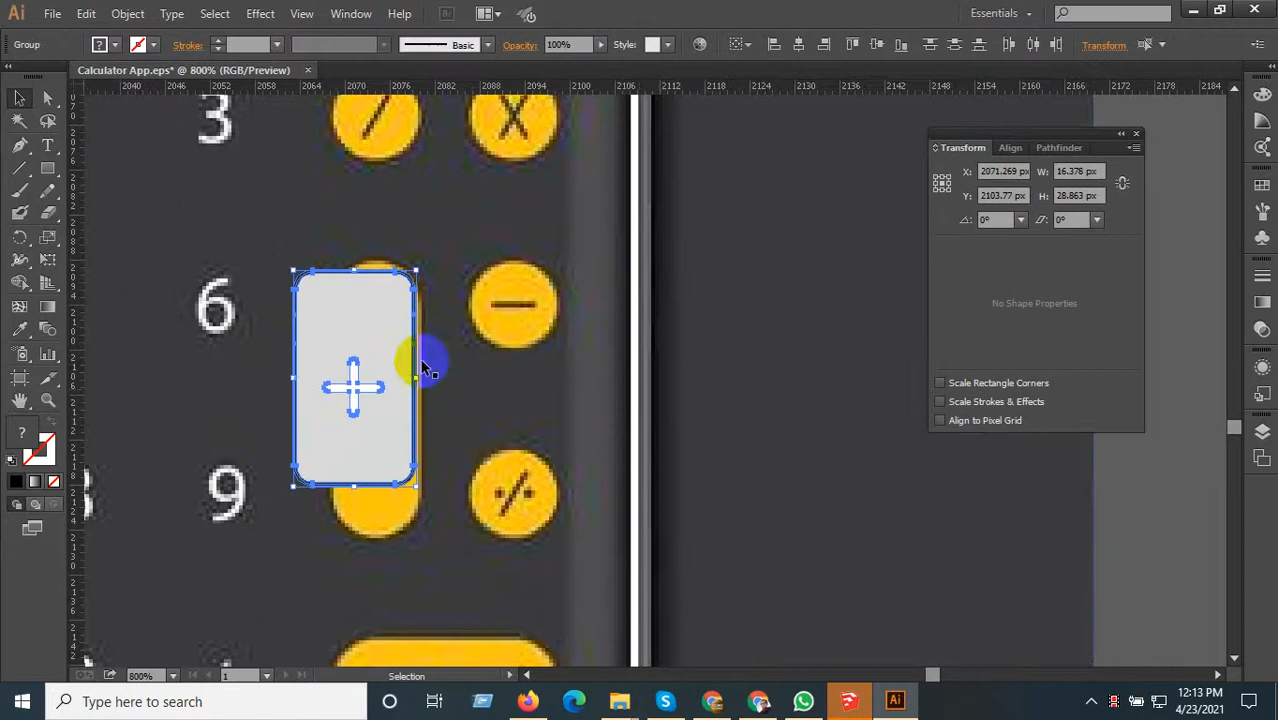 Ai File Edit Object Type Select Effect View Window Help Br Essentials
Group Stroke: Basic Opacity: 100% Style: Transform
Calculator App.eps* @ 800% (RGB/Preview) ×
2040 2046 2052 2058 2064 2070 2076 2082 2088 2094 2100 2106 2112 2118 2124 2130 2136 2142 2148 2154 2160 2166 2172 2178 2184
3 / X
Transform Align Pathfinder
X: 2071.269 px W: 16.378 px
Y: 2103.77 px H: 28.863 px
0° 0°
6 + −
No Shape Properties
Scale Rectangle Corners
Scale Strokes & Effects
Align to Pixel Grid
9
?
800% 1 Selection
Type here to search
S
Ai
12:13 PM
4/23/2021